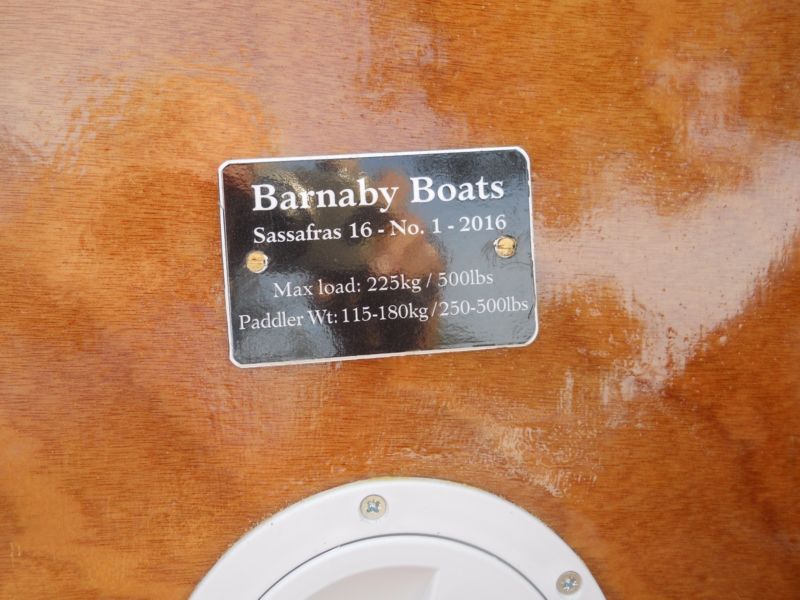 Barnaby Boats
Sassafras 16 - No. 1 - 2016
Max load: 225kg / 500lbs
Paddler Wt: 115-180kg / 250-500lbs